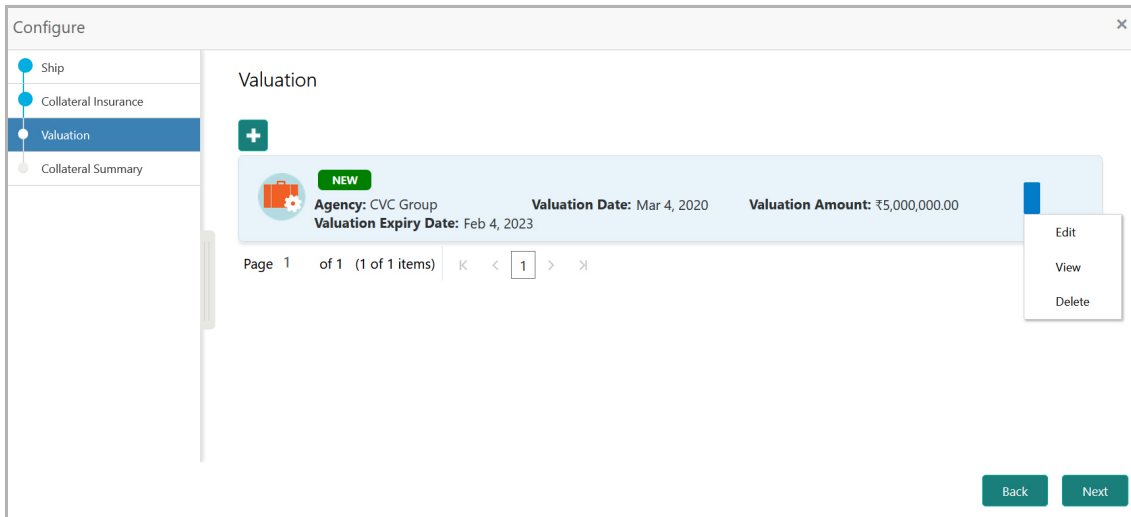 Configure
×
Ship
Collateral Insurance
Valuation
Collateral Summary
Valuation
+
NEW
Agency: CVC Group Valuation Date: Mar 4, 2020 Valuation Amount: ₹5,000,000.00
Valuation Expiry Date: Feb 4, 2023
Edit
View
Delete
Page 1 of 1 (1 of 1 items) 1
Back Next